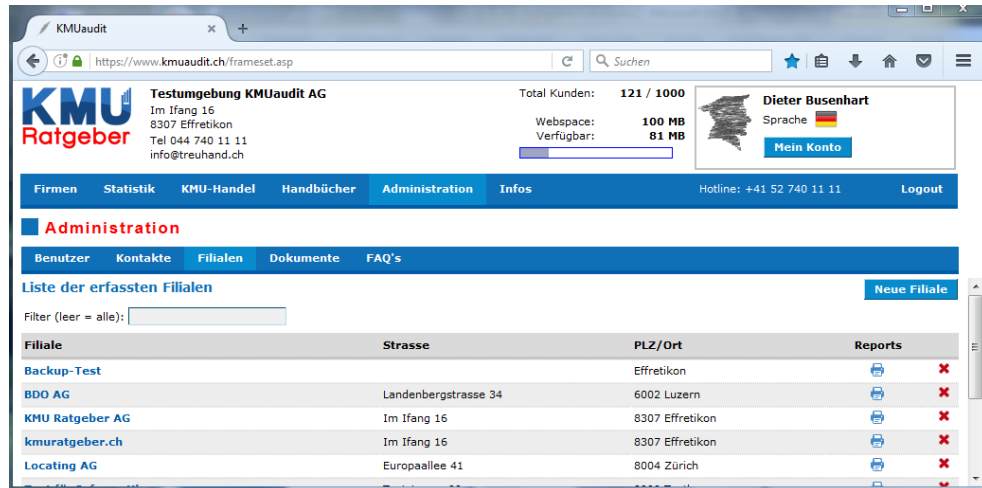 KMUaudit
https://www.kmuaudit.ch/frameset.asp
Suchen
KMU
Ratgeber
Testumgebung KMUaudit AG
Im Ifang 16
8307 Effretikon
Tel 044 740 11 11
info@treuhand.ch
Total Kunden: 121 / 1000
Webspace: 100 MB
Verfügbar: 81 MB
Dieter Busenhart
Sprache
Mein Konto
Firmen Statistik KMU-Handel Handbücher Administration Infos Hotline: +41 52 740 11 11 Logout
Administration
Benutzer Kontakte Filialen Dokumente FAQ's
Liste der erfassten Filialen Neue Filiale
Filter (leer = alle):
Filiale Strasse PLZ/Ort Reports
Backup-Test Effretikon
BDO AG Landenbergstrasse 34 6002 Luzern
KMU Ratgeber AG Im Ifang 16 8307 Effretikon
kmuratgeber.ch Im Ifang 16 8307 Effretikon
Locating AG Europaallee 41 8004 Zürich